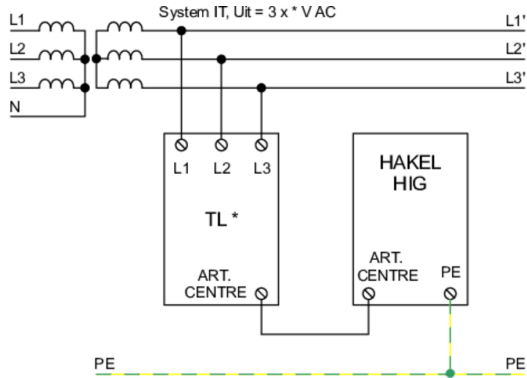 System IT, Uit = 3 x * V AC
L1 L1'
L2 L2'
L3 L3'
N
L1 L2 L3
TL *
ART.
CENTRE
HAKEL
HIG
ART.
CENTRE PE
PE PE